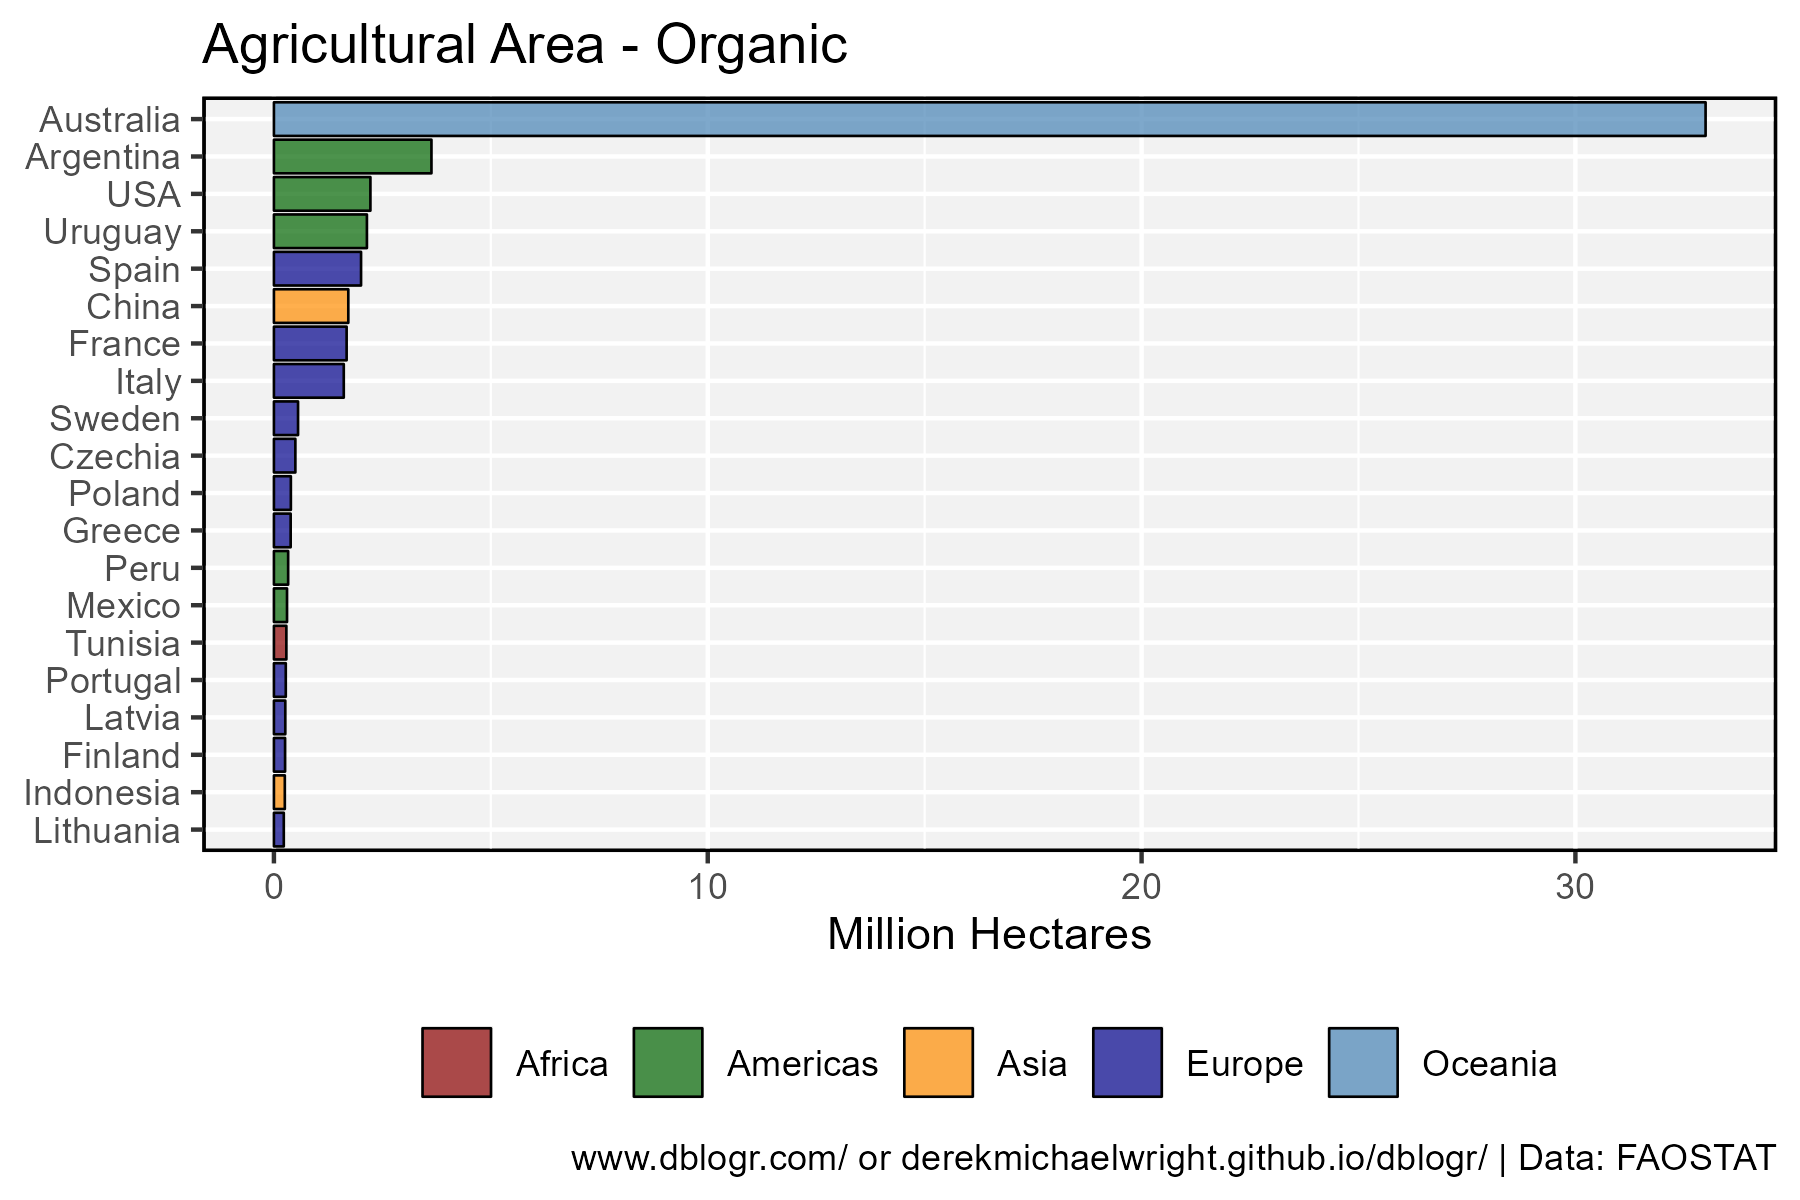 Agricultural Area - Organic
Australia
Argentina
USA
Uruguay
Spain
China
France
Italy
Sweden
Czechia
Poland
Greece
Peru
Mexico
Tunisia
Portugal
Latvia
Finland
Indonesia
Lithuania
0 10 20 30
Million Hectares
Africa Americas Asia Europe Oceania
www.dblogr.com/ or derekmichaelwright.github.io/dblogr/ | Data: FAOSTAT